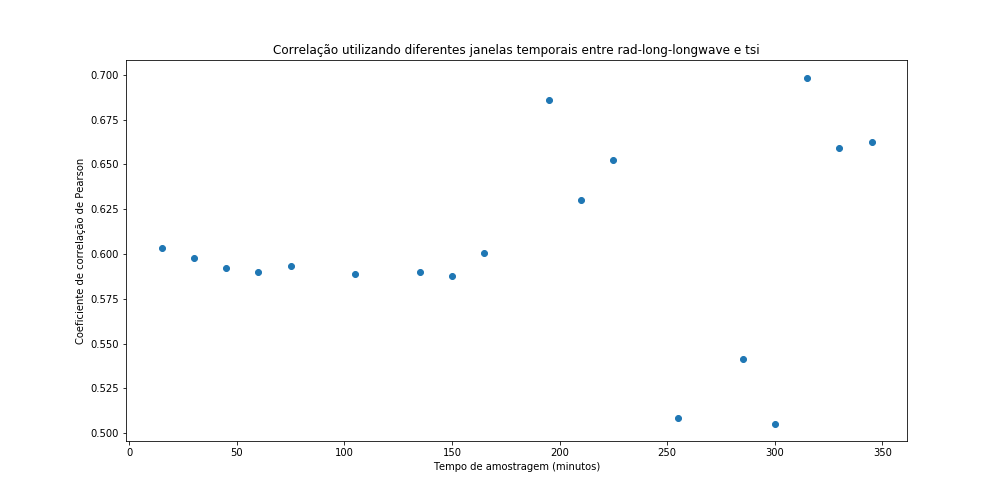 Correlação utilizando diferentes janelas temporais entre rad-long-longwave e tsi
Coeficiente de correlação de Pearson
0.700
0.675
0.650
0.625
0.600
0.575
0.550
0.525
0.500
0 50 100 150 200 250 300 350
Tempo de amostragem (minutos)